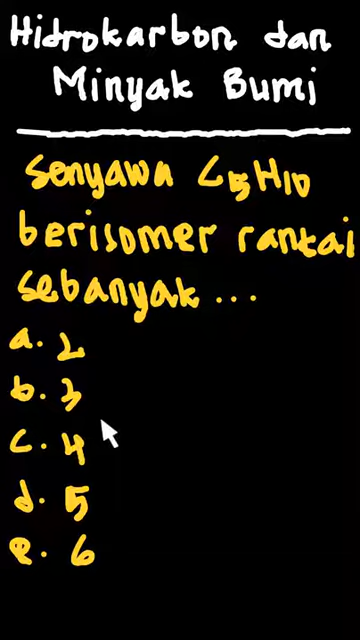 Hidrokarbon dan
Minyak Bumi
Senyawa C5H10
berisomer rantai
sebanyak ...
a. 2
b. 3
c. 4
d. 5
e. 6